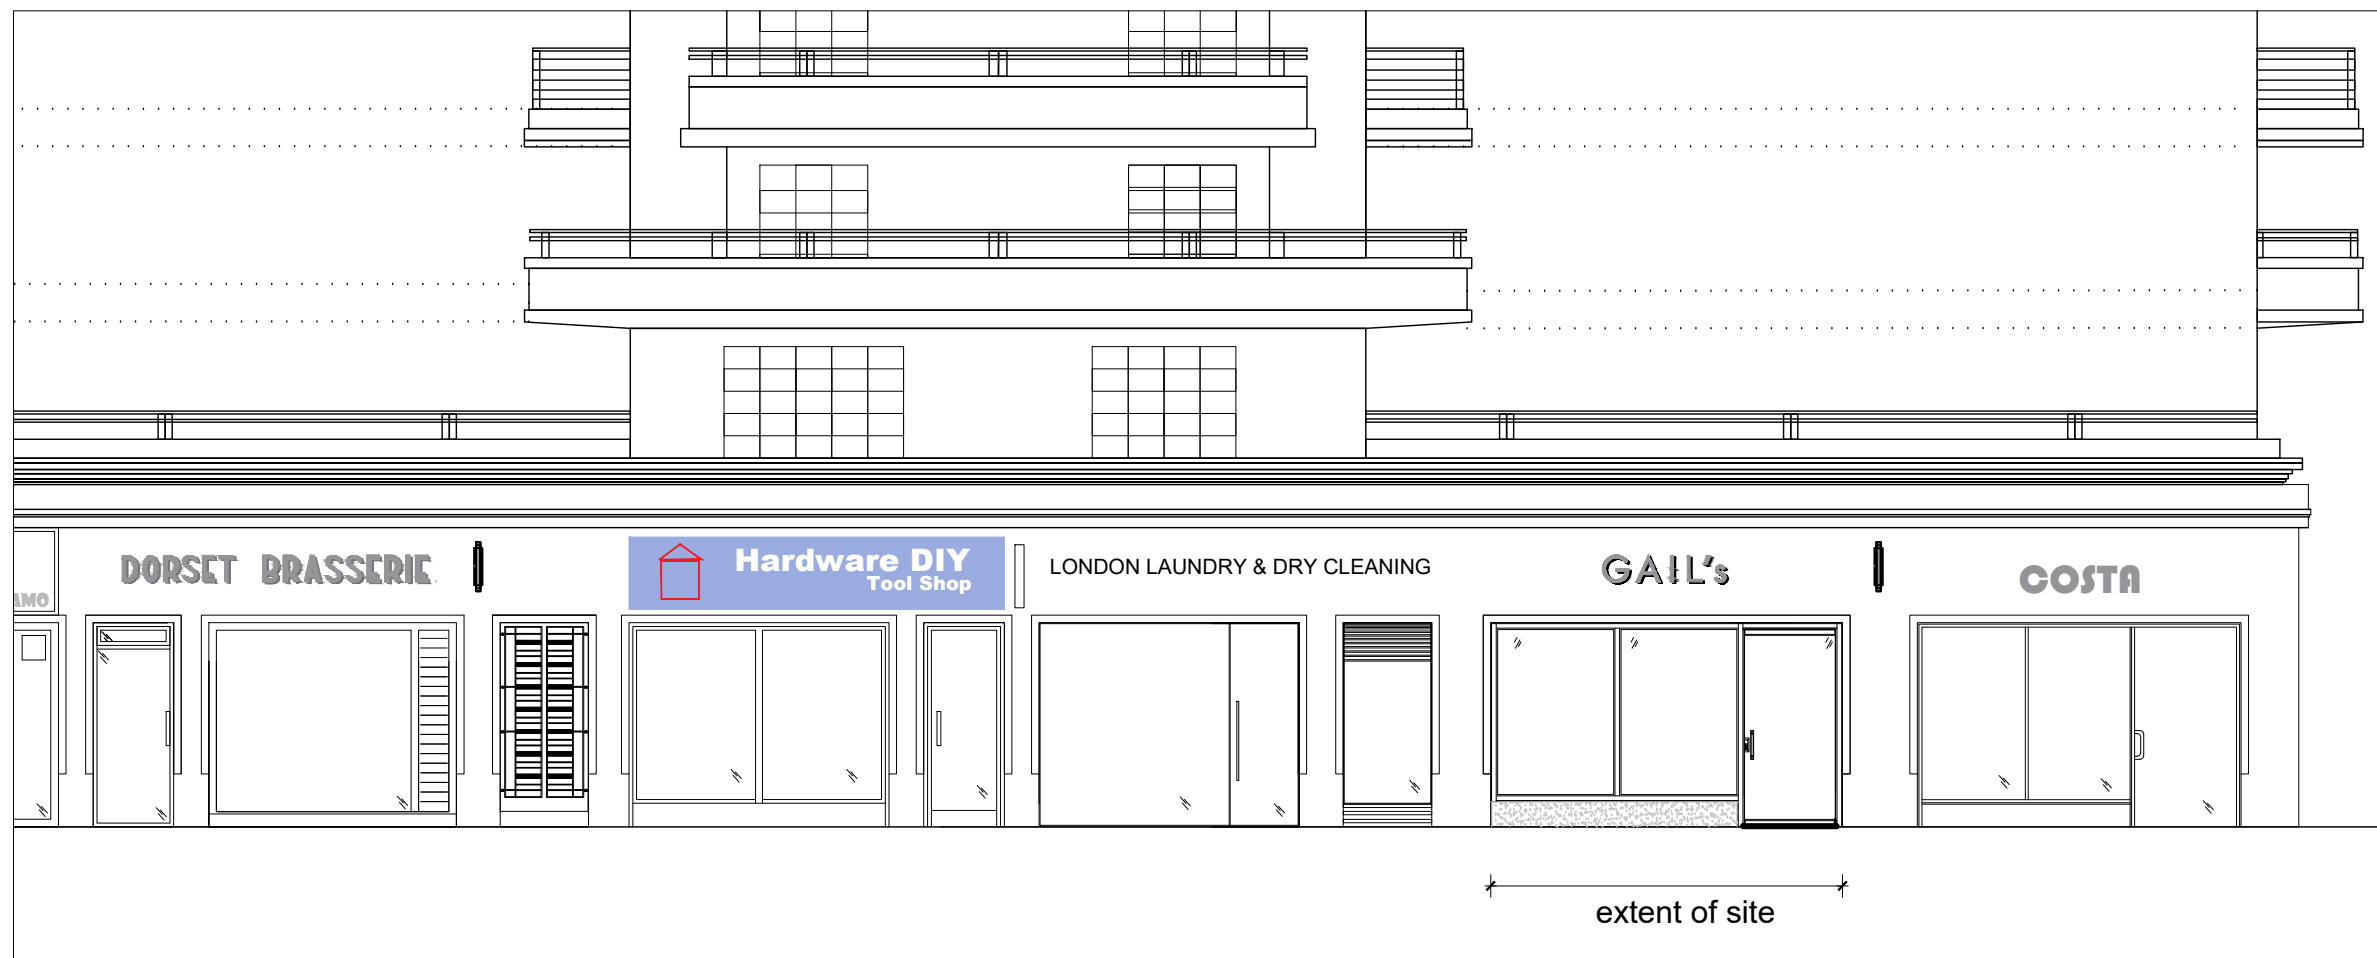 DORSET BRASSERIE
Hardware DIY
Tool Shop
LONDON LAUNDRY & DRY CLEANING
GAIL's
COSTA
AMO
extent of site